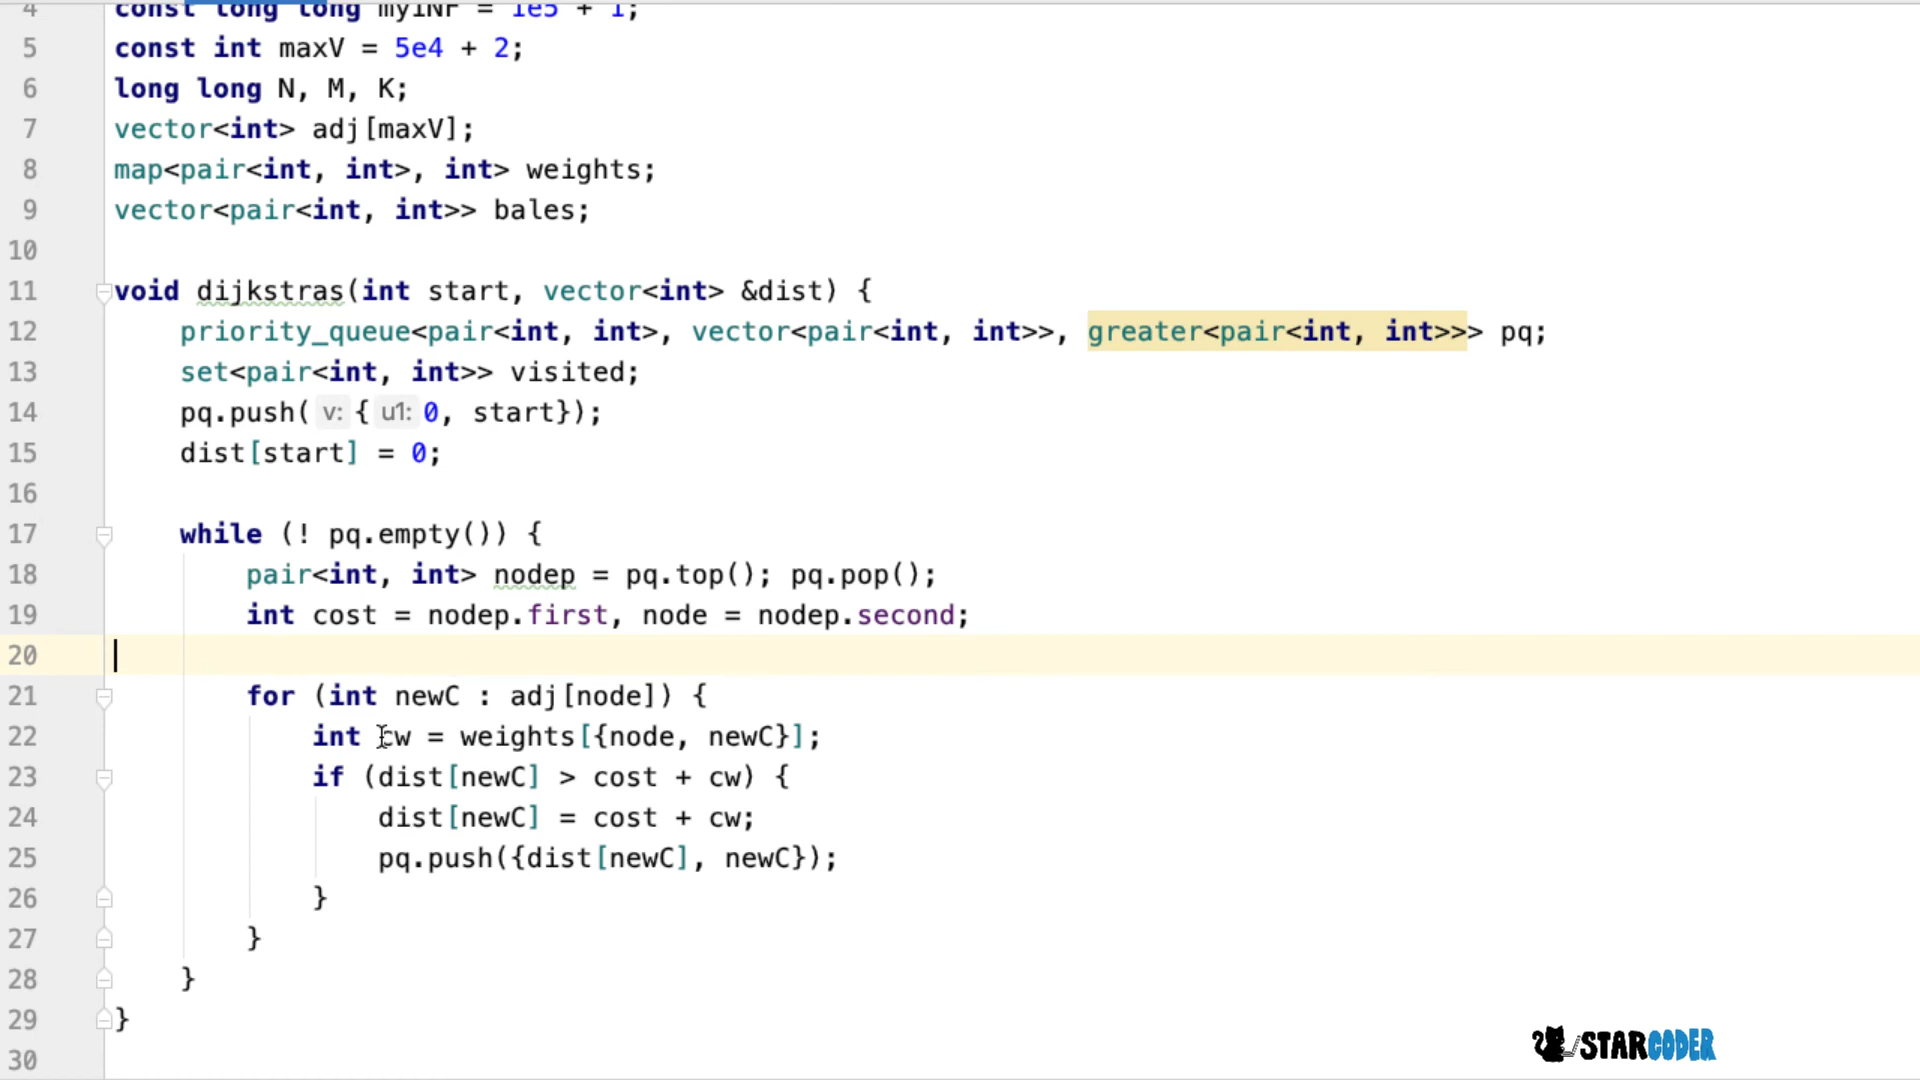 4 const long long myINF = 1e5 + 1;
5 const int maxV = 5e4 + 2;
6 long long N, M, K;
7 vector<int> adj[maxV];
8 map<pair<int, int>, int> weights;
9 vector<pair<int, int>> bales;
10
11 void dijkstras(int start, vector<int> &dist) {
12 priority_queue<pair<int, int>, vector<pair<int, int>>, greater<pair<int, int>>> pq;
13 set<pair<int, int>> visited;
14 pq.push( v: { u1: 0, start});
15 dist[start] = 0;
16
17 while (! pq.empty()) {
18 pair<int, int> nodep = pq.top(); pq.pop();
19 int cost = nodep.first, node = nodep.second;
20
21 for (int newC : adj[node]) {
22 int cw = weights[{node, newC}];
23 if (dist[newC] > cost + cw) {
24 dist[newC] = cost + cw;
25 pq.push({dist[newC], newC});
26 }
27 }
28 }
29 }
30
STARCODER